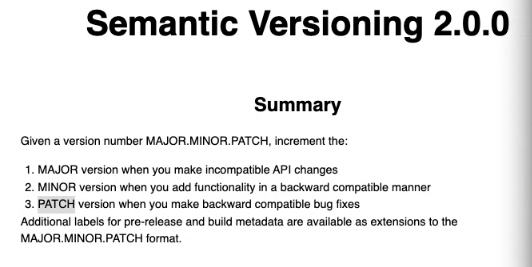 Semantic Versioning 2.0.0
Summary
Given a version number MAJOR.MINOR.PATCH, increment the:
1. MAJOR version when you make incompatible API changes
2. MINOR version when you add functionality in a backward compatible manner
3. PATCH version when you make backward compatible bug fixes
Additional labels for pre-release and build metadata are available as extensions to the
MAJOR.MINOR.PATCH format.